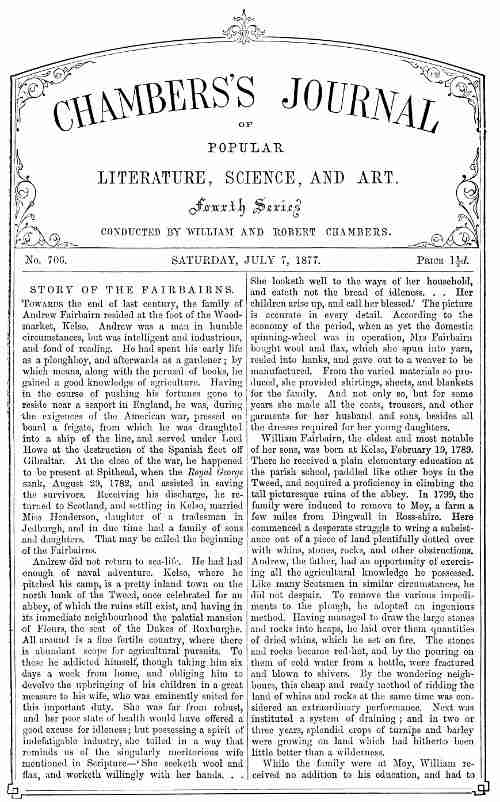 CHAMBERS'S JOURNAL
OF
POPULAR
LITERATURE, SCIENCE, AND ART.
Fourth Series
CONDUCTED BY WILLIAM AND ROBERT CHAMBERS.
No. 706.
SATURDAY, JULY 7, 1877.
PRICE 1½d.
STORY OF THE FAIRBAIRNS.
'TOWARDS the end of last century, the family of
Andrew Fairbairn resided at the foot of the Wood-
market, Kelso. Andrew was a man in humble
circumstances, but was intelligent and industrious,
and fond of reading. He had spent his early life
as a ploughboy, and afterwards as a gardener; by
which means, along with the perusal of books, he
gained a good knowledge of agriculture. Having
in the course of pushing his fortunes gone to
reside near a seaport in England, he was, during
the exigences of the American war, pressed on
board a frigate, from which he was draughted
into a ship of the line, and served under Lord
Howe at the destruction of the Spanish fleet off
Gibraltar. At the close of the war, he happened
to be present at Spithead, when the Royal George
sank, August 29, 1782, and assisted in saving
the survivors. Receiving his discharge, he re-
turned to Scotland, and settling in Kelso, married
Miss Henderson, daughter of a tradesman in
Jedburgh, and in due time had a family of sons
and daughters. That may be called the beginning
of the Fairbairns.
Andrew did not return to sea-life. He had had
enough of naval adventure. Kelso, where he
pitched his camp, is a pretty inland town on the
north bank of the Tweed, once celebrated for an
abbey, of which the ruins still exist, and having in
its immediate neighbourhood the palatial mansion
of Fleurs, the seat of the Dukes of Roxburghe.
All around is a fine fertile country, where there
is abundant scope for agricultural pursuits. To
these he addicted himself, though taking him six
days a week from home, and obliging him to
devolve the upbringing of his children in a great
measure to his wife, who was eminently suited for
this important duty. She was far from robust,
and her poor state of health would have offered a
good excuse for idleness; but possessing a spirit of
indefatigable industry, she toiled in a way that
reminds us of the singularly meritorious wife
mentioned in Scripture—'She seeketh wool and
flax, and worketh willingly with her hands. . .
She looketh well to the ways of her household,
and eateth not the bread of idleness. . . Her
children arise up, and call her blessed.' The picture
is accurate in every detail. According to the
economy of the period, when as yet the domestic
spinning-wheel was in operation, Mrs Fairbairn
bought wool and flax, which she spun into yarn,
reeled into hanks, and gave out to a weaver to be
manufactured. From the varied materials so pro-
duced, she provided shirtings, sheets, and blankets
for the family. And not only so, but for some
years she made all the coats, trousers, and other
garments for her husband and sons, besides all
the dresses required for her young daughters.
William Fairbairn, the eldest and most notable
of her sons, was born at Kelso, February 19, 1789.
There he received a plain elementary education at
the parish school, paddled like other boys in the
Tweed, and acquired a proficiency in climbing the
tall picturesque ruins of the abbey. In 1799, the
family were induced to remove to Moy, a farm a
few miles from Dingwall in Ross-shire. Here
commenced a desperate struggle to wring a subsist-
ence out of a piece of land plentifully dotted over
with whins, stones, rocks, and other obstructions.
Andrew, the father, had an opportunity of exercis-
ing all the agricultural knowledge he possessed.
Like many Scotsmen in similar circumstances, he
did not despair. To remove the various impedi-
ments to the plough, he adopted an ingenious
method. Having managed to draw the large stones
and rocks into heaps, he laid over them quantities
of dried whins, which he set on fire. The stones
and rocks became red-hot, and by the pouring on
them of cold water from a bottle, were fractured
and blown to shivers. By the wondering neigh-
bours, this cheap and ready method of ridding the
land of whins and rocks at the same time was con-
sidered an extraordinary performance. Next was
instituted a system of draining; and in two or
three years, splendid crops of turnips and barley
were growing on land which had hitherto been
little better than a wilderness.
While the family were at Moy, William re-
ceived no addition to his education, and had to